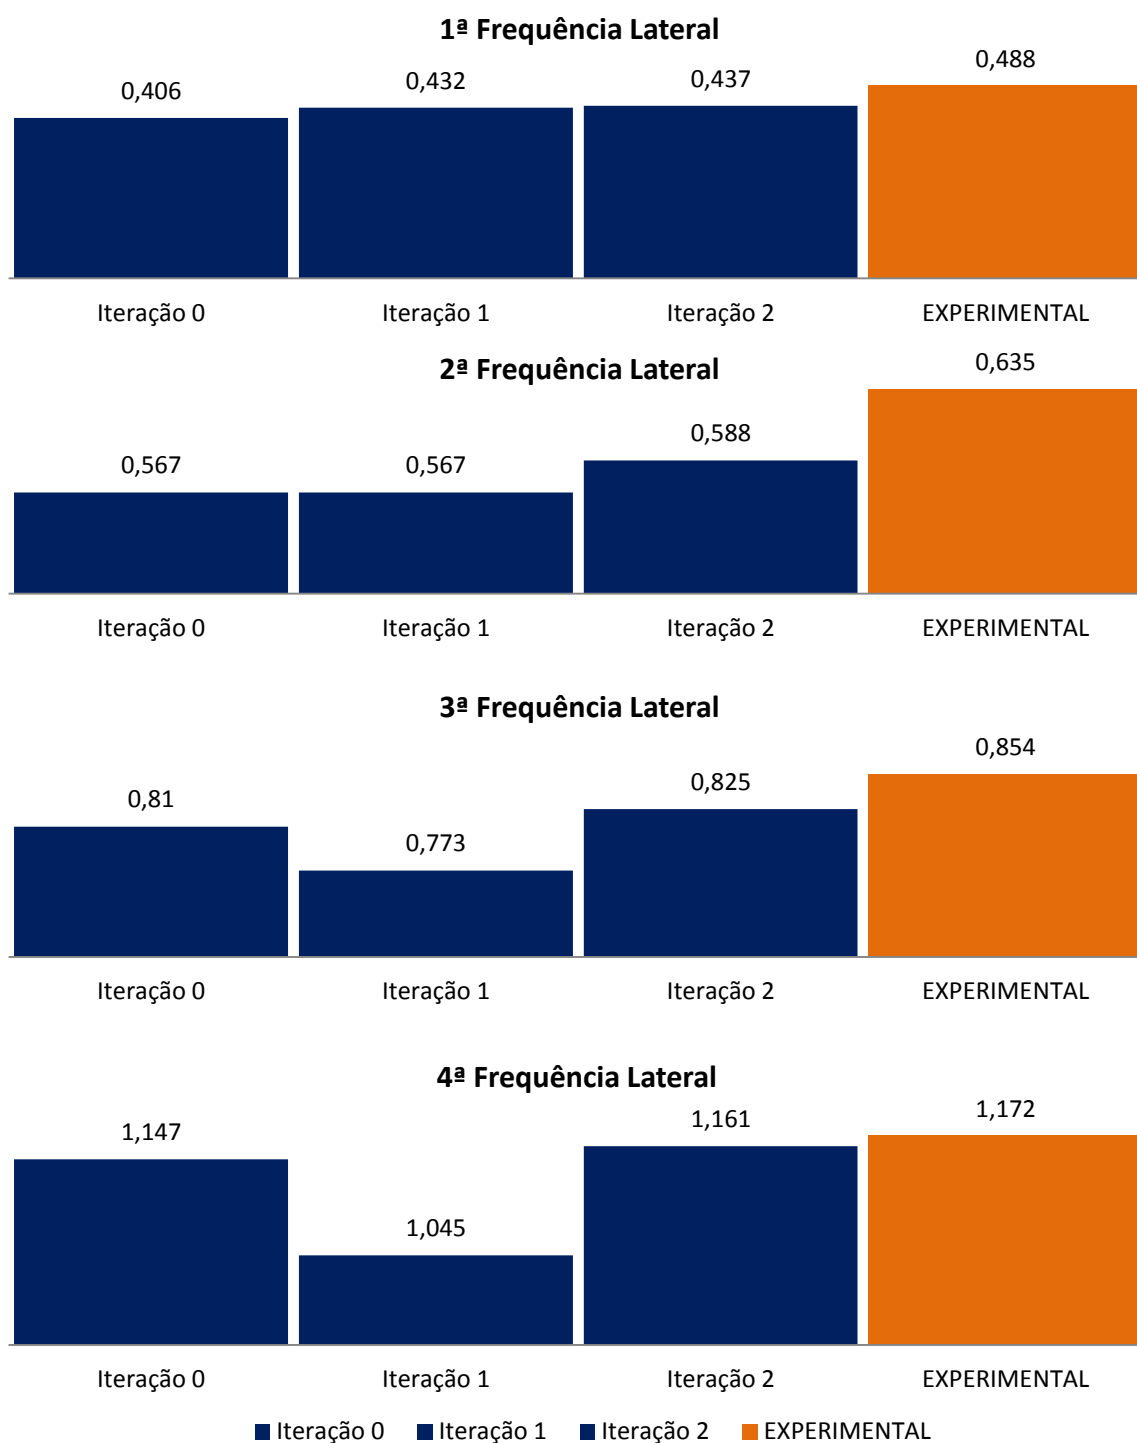 1ª Frequência Lateral
0,406 0,432 0,437 0,488
Iteração 0 Iteração 1 Iteração 2 EXPERIMENTAL
2ª Frequência Lateral
0,567 0,567 0,588 0,635
Iteração 0 Iteração 1 Iteração 2 EXPERIMENTAL
3ª Frequência Lateral
0,81 0,773 0,825 0,854
Iteração 0 Iteração 1 Iteração 2 EXPERIMENTAL
4ª Frequência Lateral
1,147 1,045 1,161 1,172
Iteração 0 Iteração 1 Iteração 2 EXPERIMENTAL
Iteração 0 Iteração 1 Iteração 2 EXPERIMENTAL